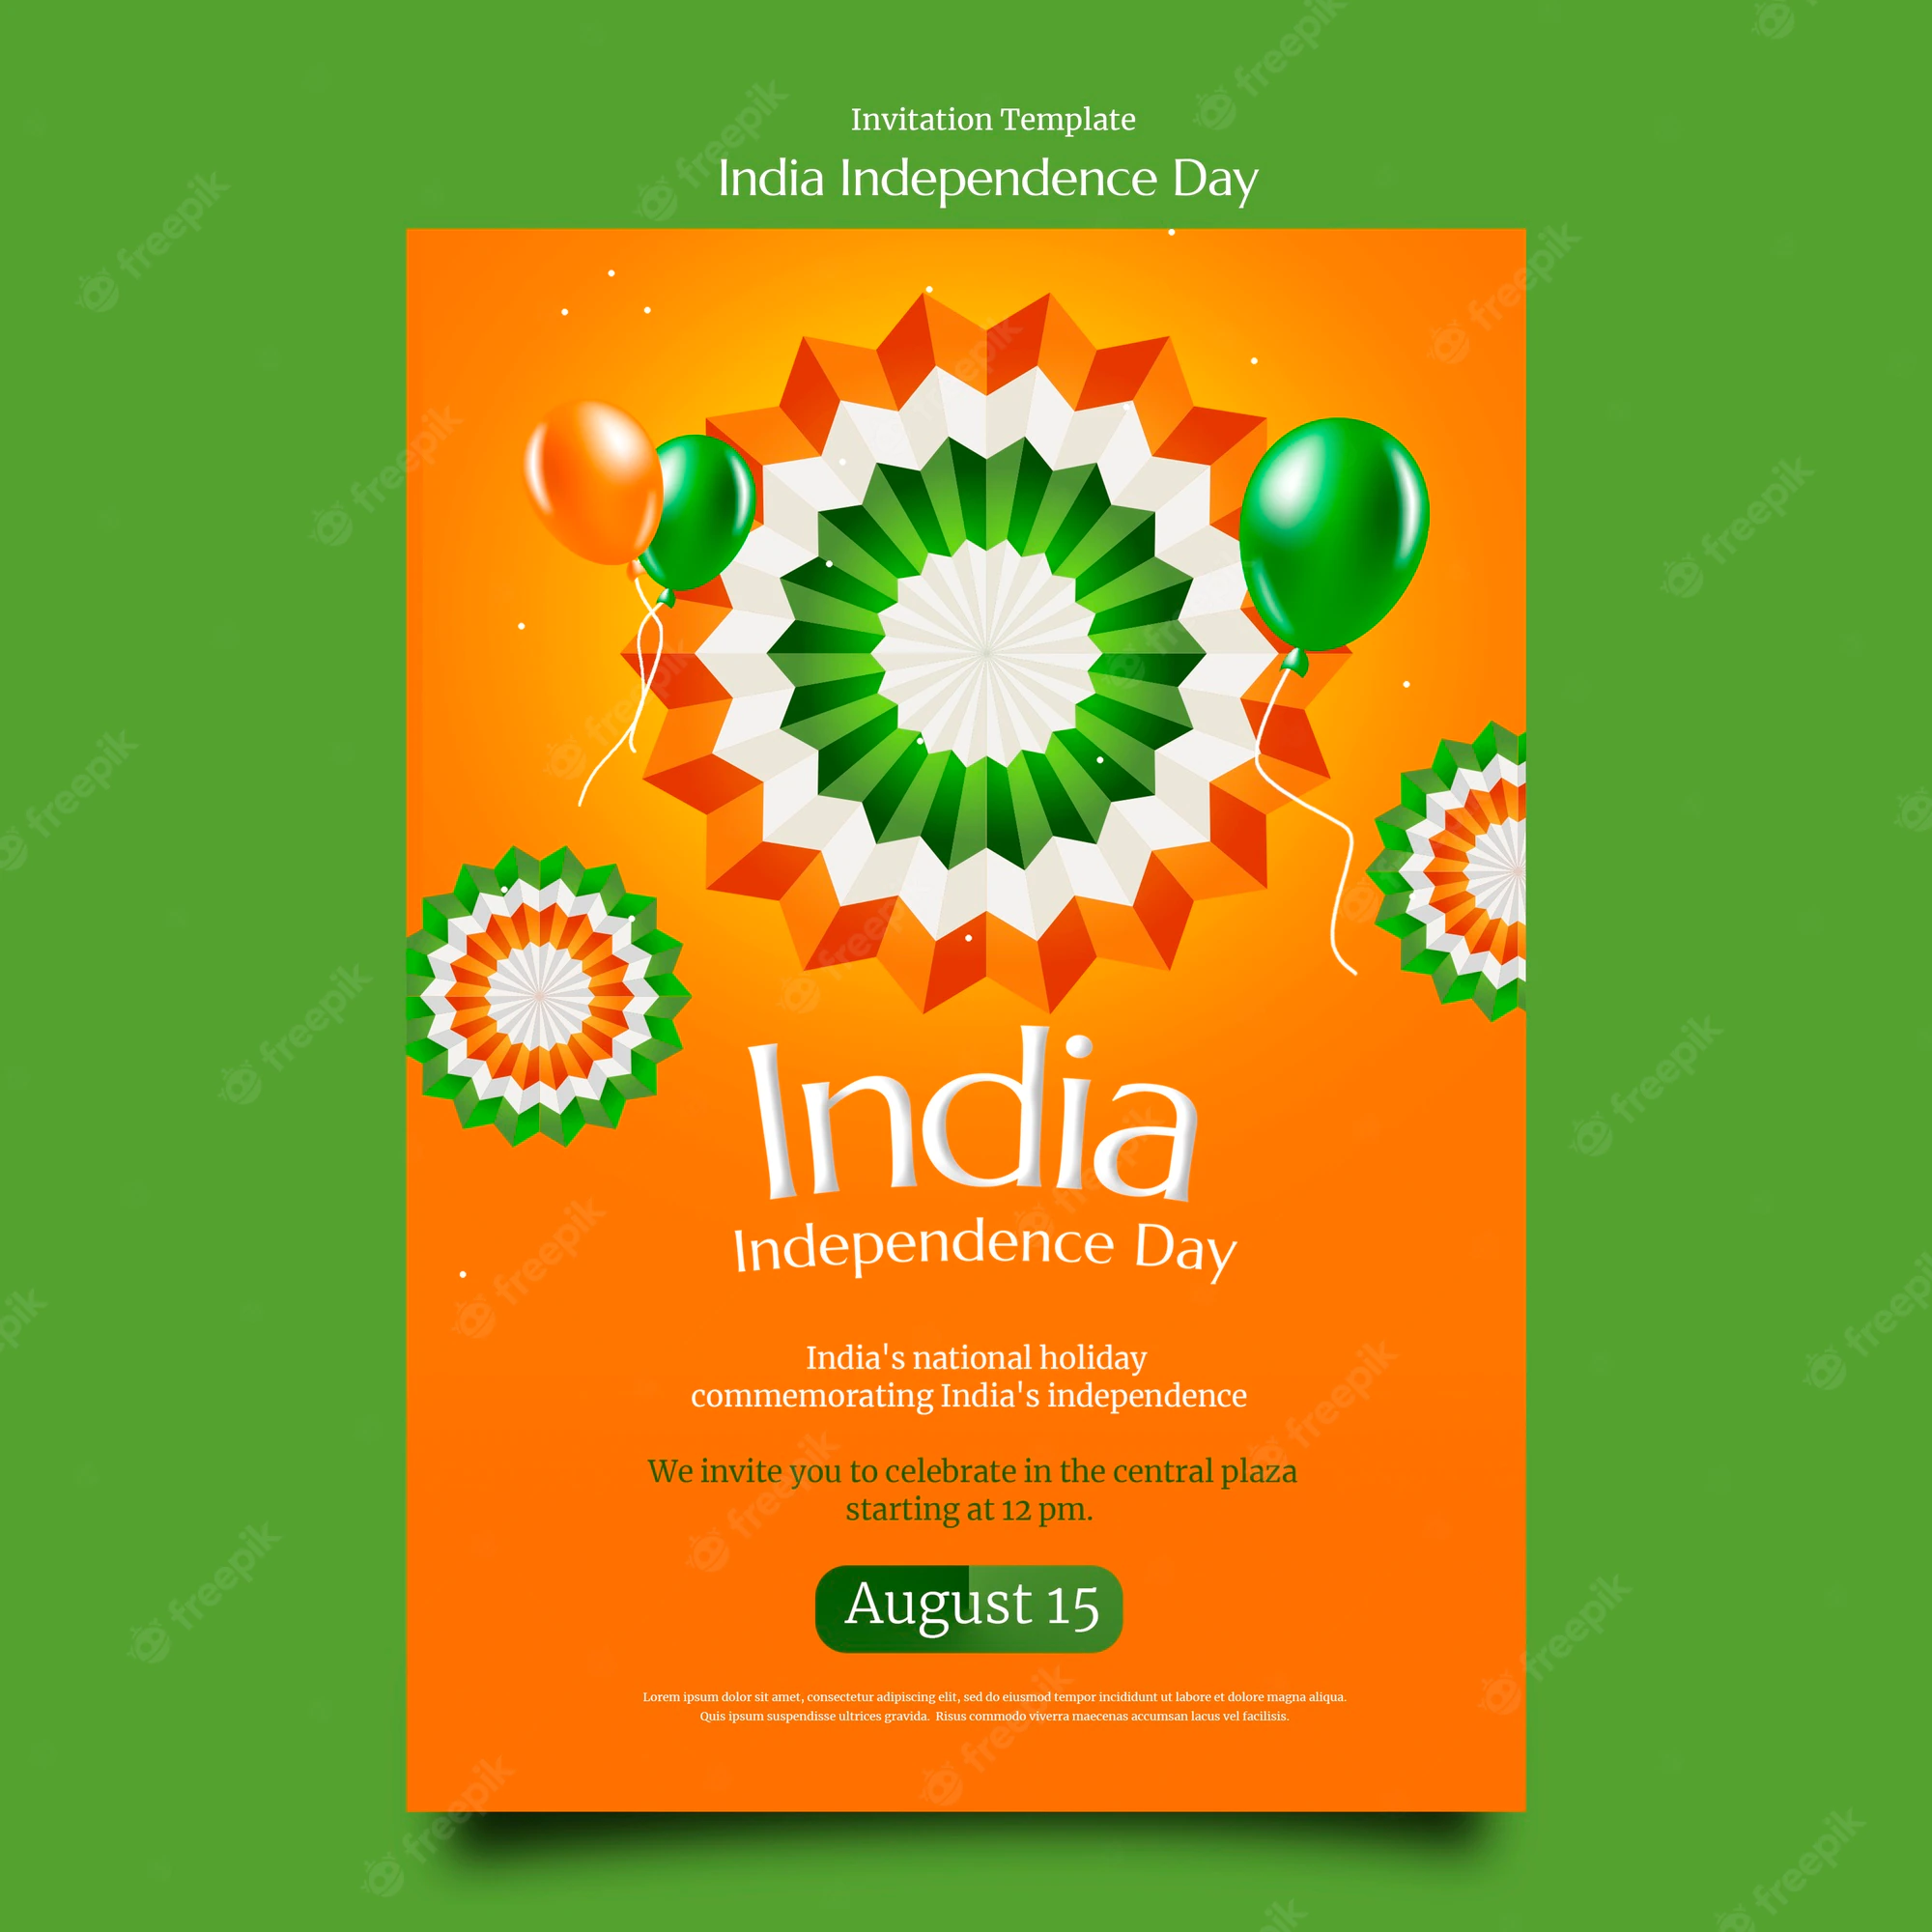 Invitation Template
India Independence Day
India
Independence Day
India's national holiday
commemorating India's independence
We invite you to celebrate in the central plaza
starting at 12 pm.
August 15
Lorem ipsum dolor sit amet, consectetur adipiscing elit, sed do eiusmod tempor incididunt ut labore et dolore magna aliqua.
Quis ipsum suspendisse ultrices gravida. Risus commodo viverra maecenas accumsan lacus vel facilisis.
freepik